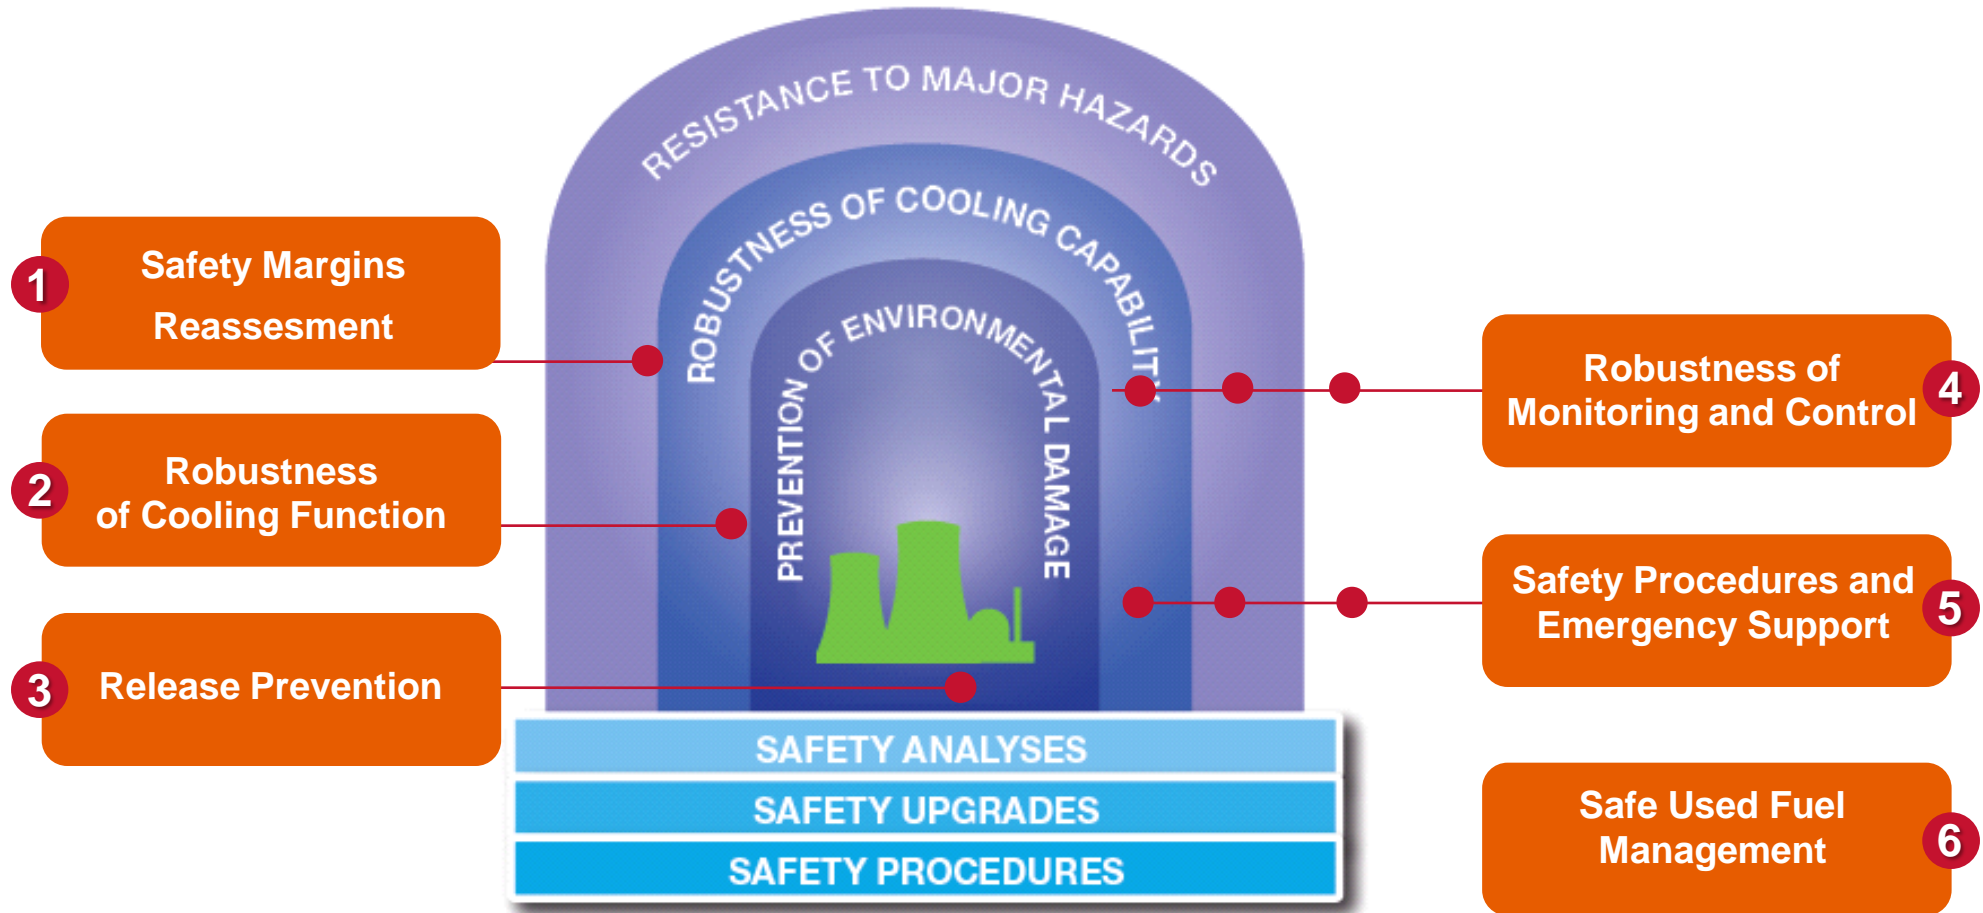 RESISTANCE TO MAJOR HAZARDS
ROBUSTNESS OF COOLING CAPABILITY
PREVENTION OF ENVIRONMENTAL DAMAGE
1
Safety Margins
Reassesment
2
Robustness
of Cooling Function
3
Release Prevention
4
Robustness of
Monitoring and Control
5
Safety Procedures and
Emergency Support
6
Safe Used Fuel
Management
SAFETY ANALYSES
SAFETY UPGRADES
SAFETY PROCEDURES